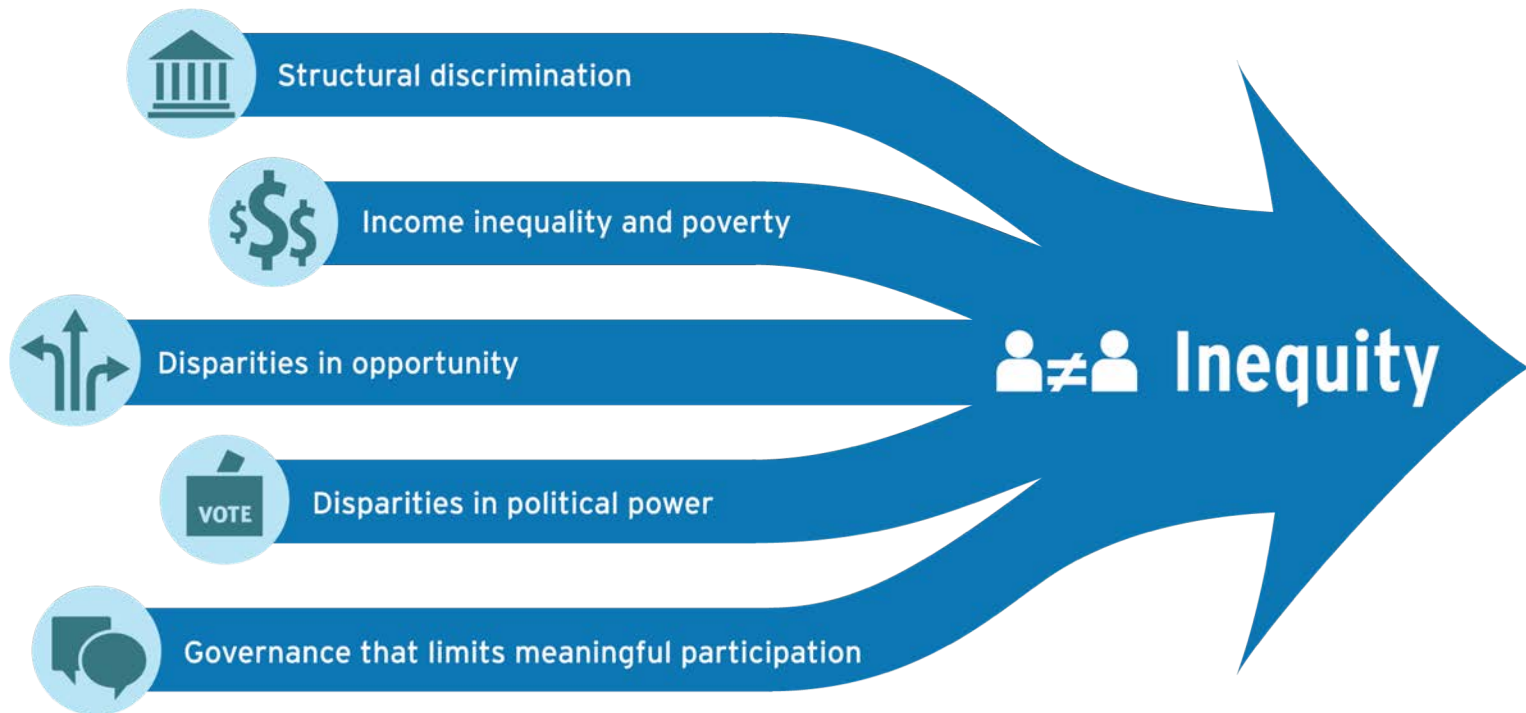 Structural discrimination
$$$
Income inequality and poverty
Disparities in opportunity
≠ Inequity
VOTE
Disparities in political power
Governance that limits meaningful participation